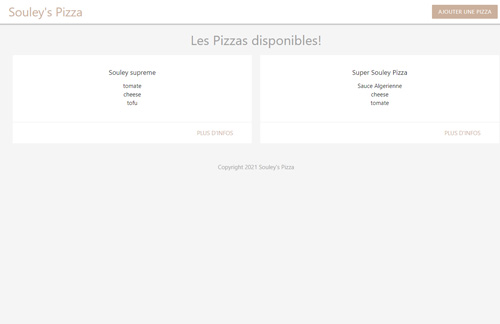 Souley's Pizza
AJOUTER UNE PIZZA
Les Pizzas disponibles!
Souley supreme
tomate
cheese
tofu
PLUS D'INFOS
Super Souley Pizza
Sauce Algerienne
cheese
tomate
PLUS D'INFOS
Copyright 2021 Souley's Pizza